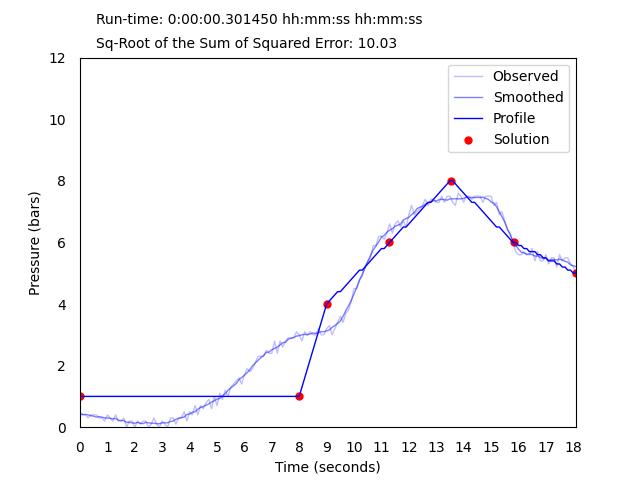 Run-time: 0:00:00.301450 hh:mm:ss hh:mm:ss
Sq-Root of the Sum of Squared Error: 10.03
12
10
8
6
4
2
0
Pressure (bars)
Observed
Smoothed
Profile
Solution
0 1 2 3 4 5 6 7 8 9 10 11 12 13 14 15 16 17 18
Time (seconds)